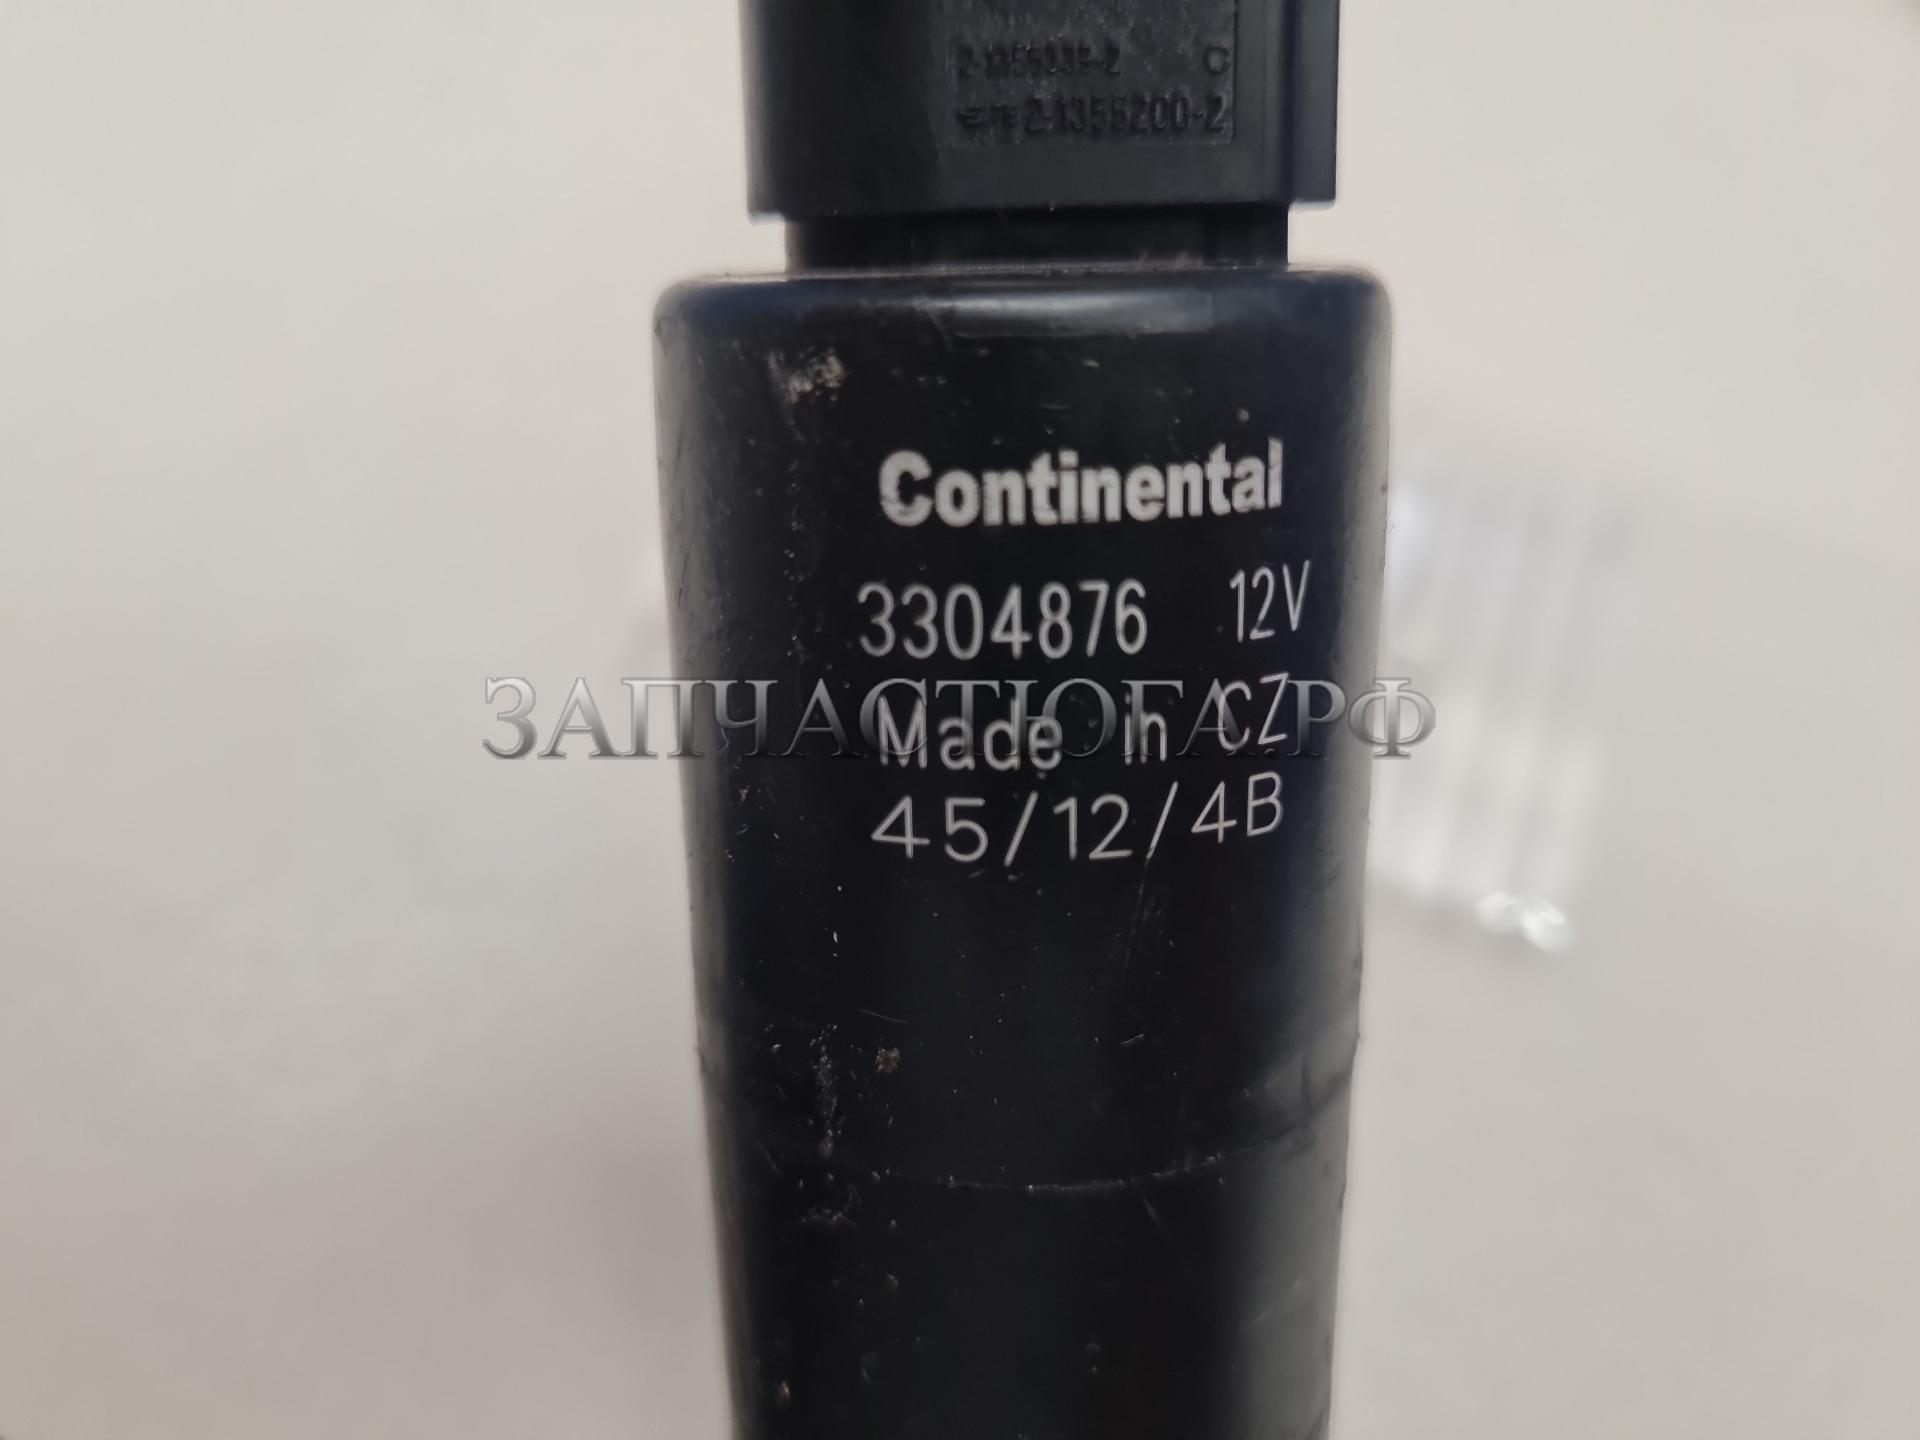 2-1355200-2
Continental
3304876 12V
ЗАПЧАСТЮГА.РФ
Made in CZ
45/12/4B